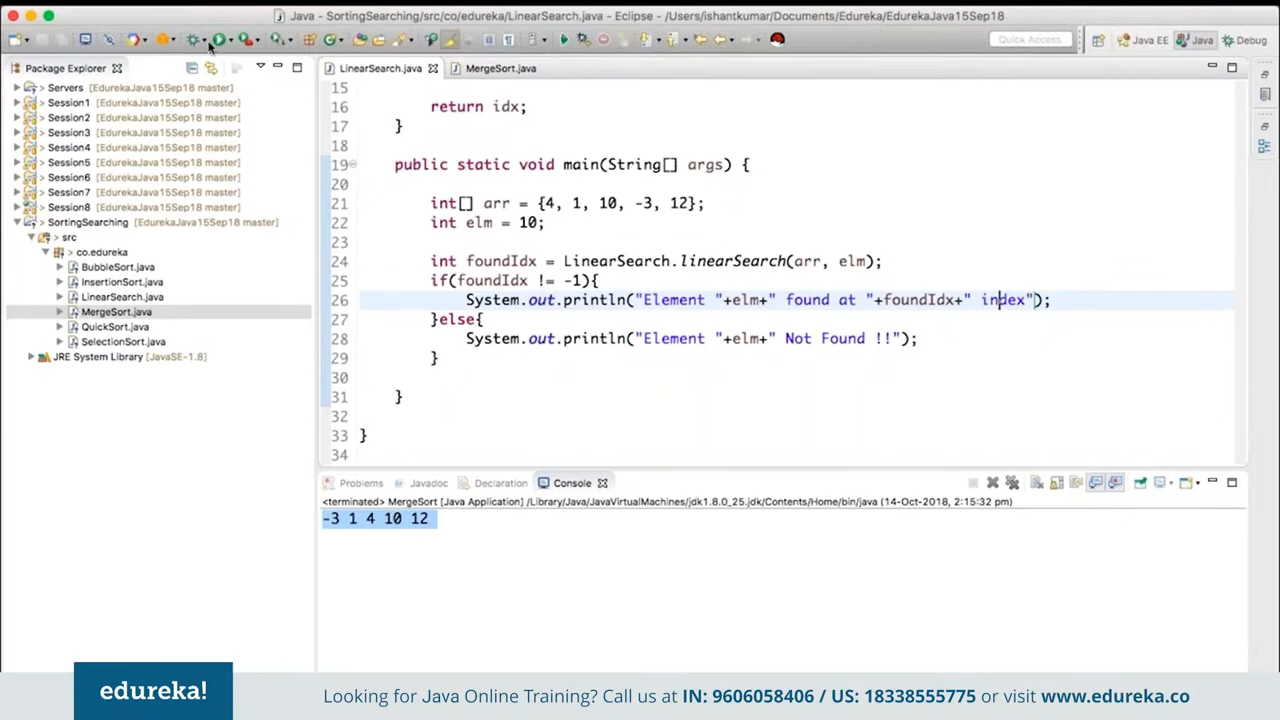 Java - SortingSearching/src/co/edureka/LinearSearch.java - Eclipse - /Users/ishantkumar/Documents/Edureka/EdurekaJava15Sep18
Quick Access
Java EE
Java
Debug
Package Explorer
LinearSearch.java
MergeSort.java
> Servers [EdurekaJava15Sep18 master]
> Session1 [EdurekaJava15Sep18 master]
> Session2 [EdurekaJava15Sep18 master]
> Session3 [EdurekaJava15Sep18 master]
> Session4 [EdurekaJava15Sep18 master]
> Session5 [EdurekaJava15Sep18 master]
> Session6 [EdurekaJava15Sep18 master]
> Session7 [EdurekaJava15Sep18 master]
> Session8 [EdurekaJava15Sep18 master]
> SortingSearching [EdurekaJava15Sep18 master]
> src
> co.edureka
BubbleSort.java
InsertionSort.java
LinearSearch.java
MergeSort.java
QuickSort.java
SelectionSort.java
JRE System Library [JavaSE-1.8]
15
16 return idx;
17 }
18
19 public static void main(String[] args) {
20
21 int[] arr = {4, 1, 10, -3, 12};
22 int elm = 10;
23
24 int foundIdx = LinearSearch.linearSearch(arr, elm);
25 if(foundIdx != -1){
26 System.out.println("Element "+elm+" found at "+foundIdx+" index");
27 }else{
28 System.out.println("Element "+elm+" Not Found !!");
29 }
30
31 }
32
33 }
34
Problems
Javadoc
Declaration
Console
<terminated> MergeSort [Java Application] /Library/Java/JavaVirtualMachines/jdk1.8.0_25.jdk/Contents/Home/bin/java (14-Oct-2018, 2:15:32 pm)
-3 1 4 10 12
edureka!
Looking for Java Online Training? Call us at IN: 9606058406 / US: 18338555775 or visit www.edureka.co